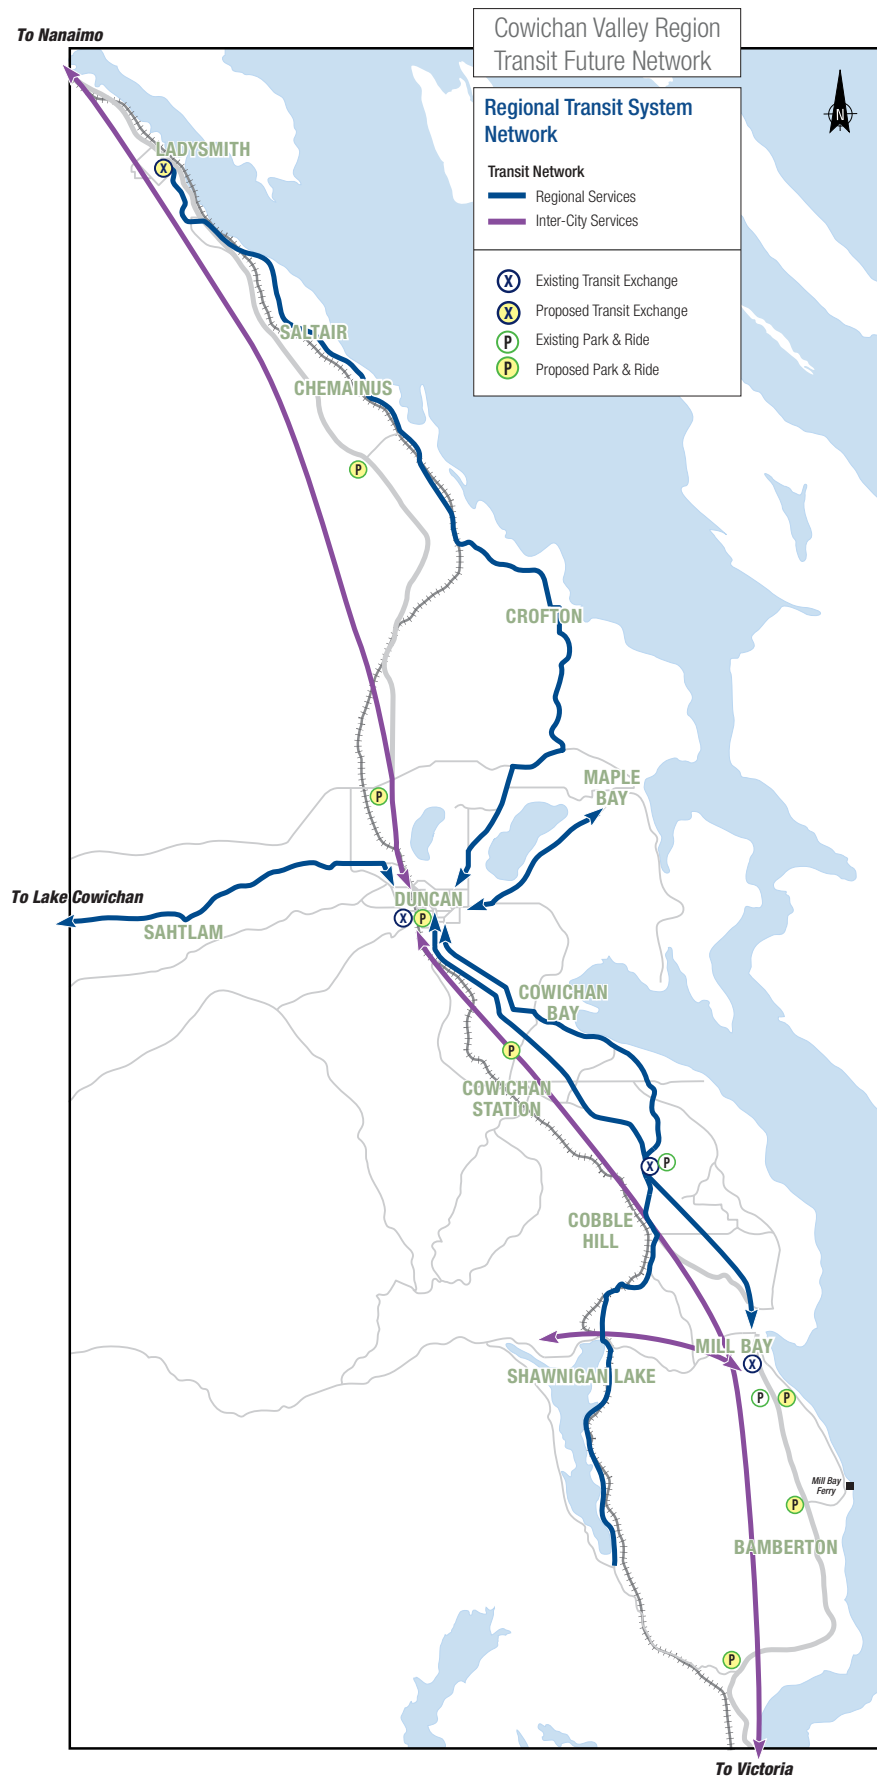 To Nanaimo
Cowichan Valley Region
Transit Future Network
Regional Transit System
Network
Transit Network
Regional Services
Inter-City Services
X Existing Transit Exchange
X Proposed Transit Exchange
P Existing Park & Ride
P Proposed Park & Ride
N
LADYSMITH
X
SALTAIR
CHEMAINUS
P
CROFTON
MAPLE
BAY
P
To Lake Cowichan
DUNCAN
X P
SAHTLAM
COWICHAN
BAY
P
COWICHAN
STATION
X P
COBBLE
HILL
MILL BAY
X
SHAWNIGAN LAKE
P P
Mill Bay
Ferry
P
BAMBERTON
P
To Victoria